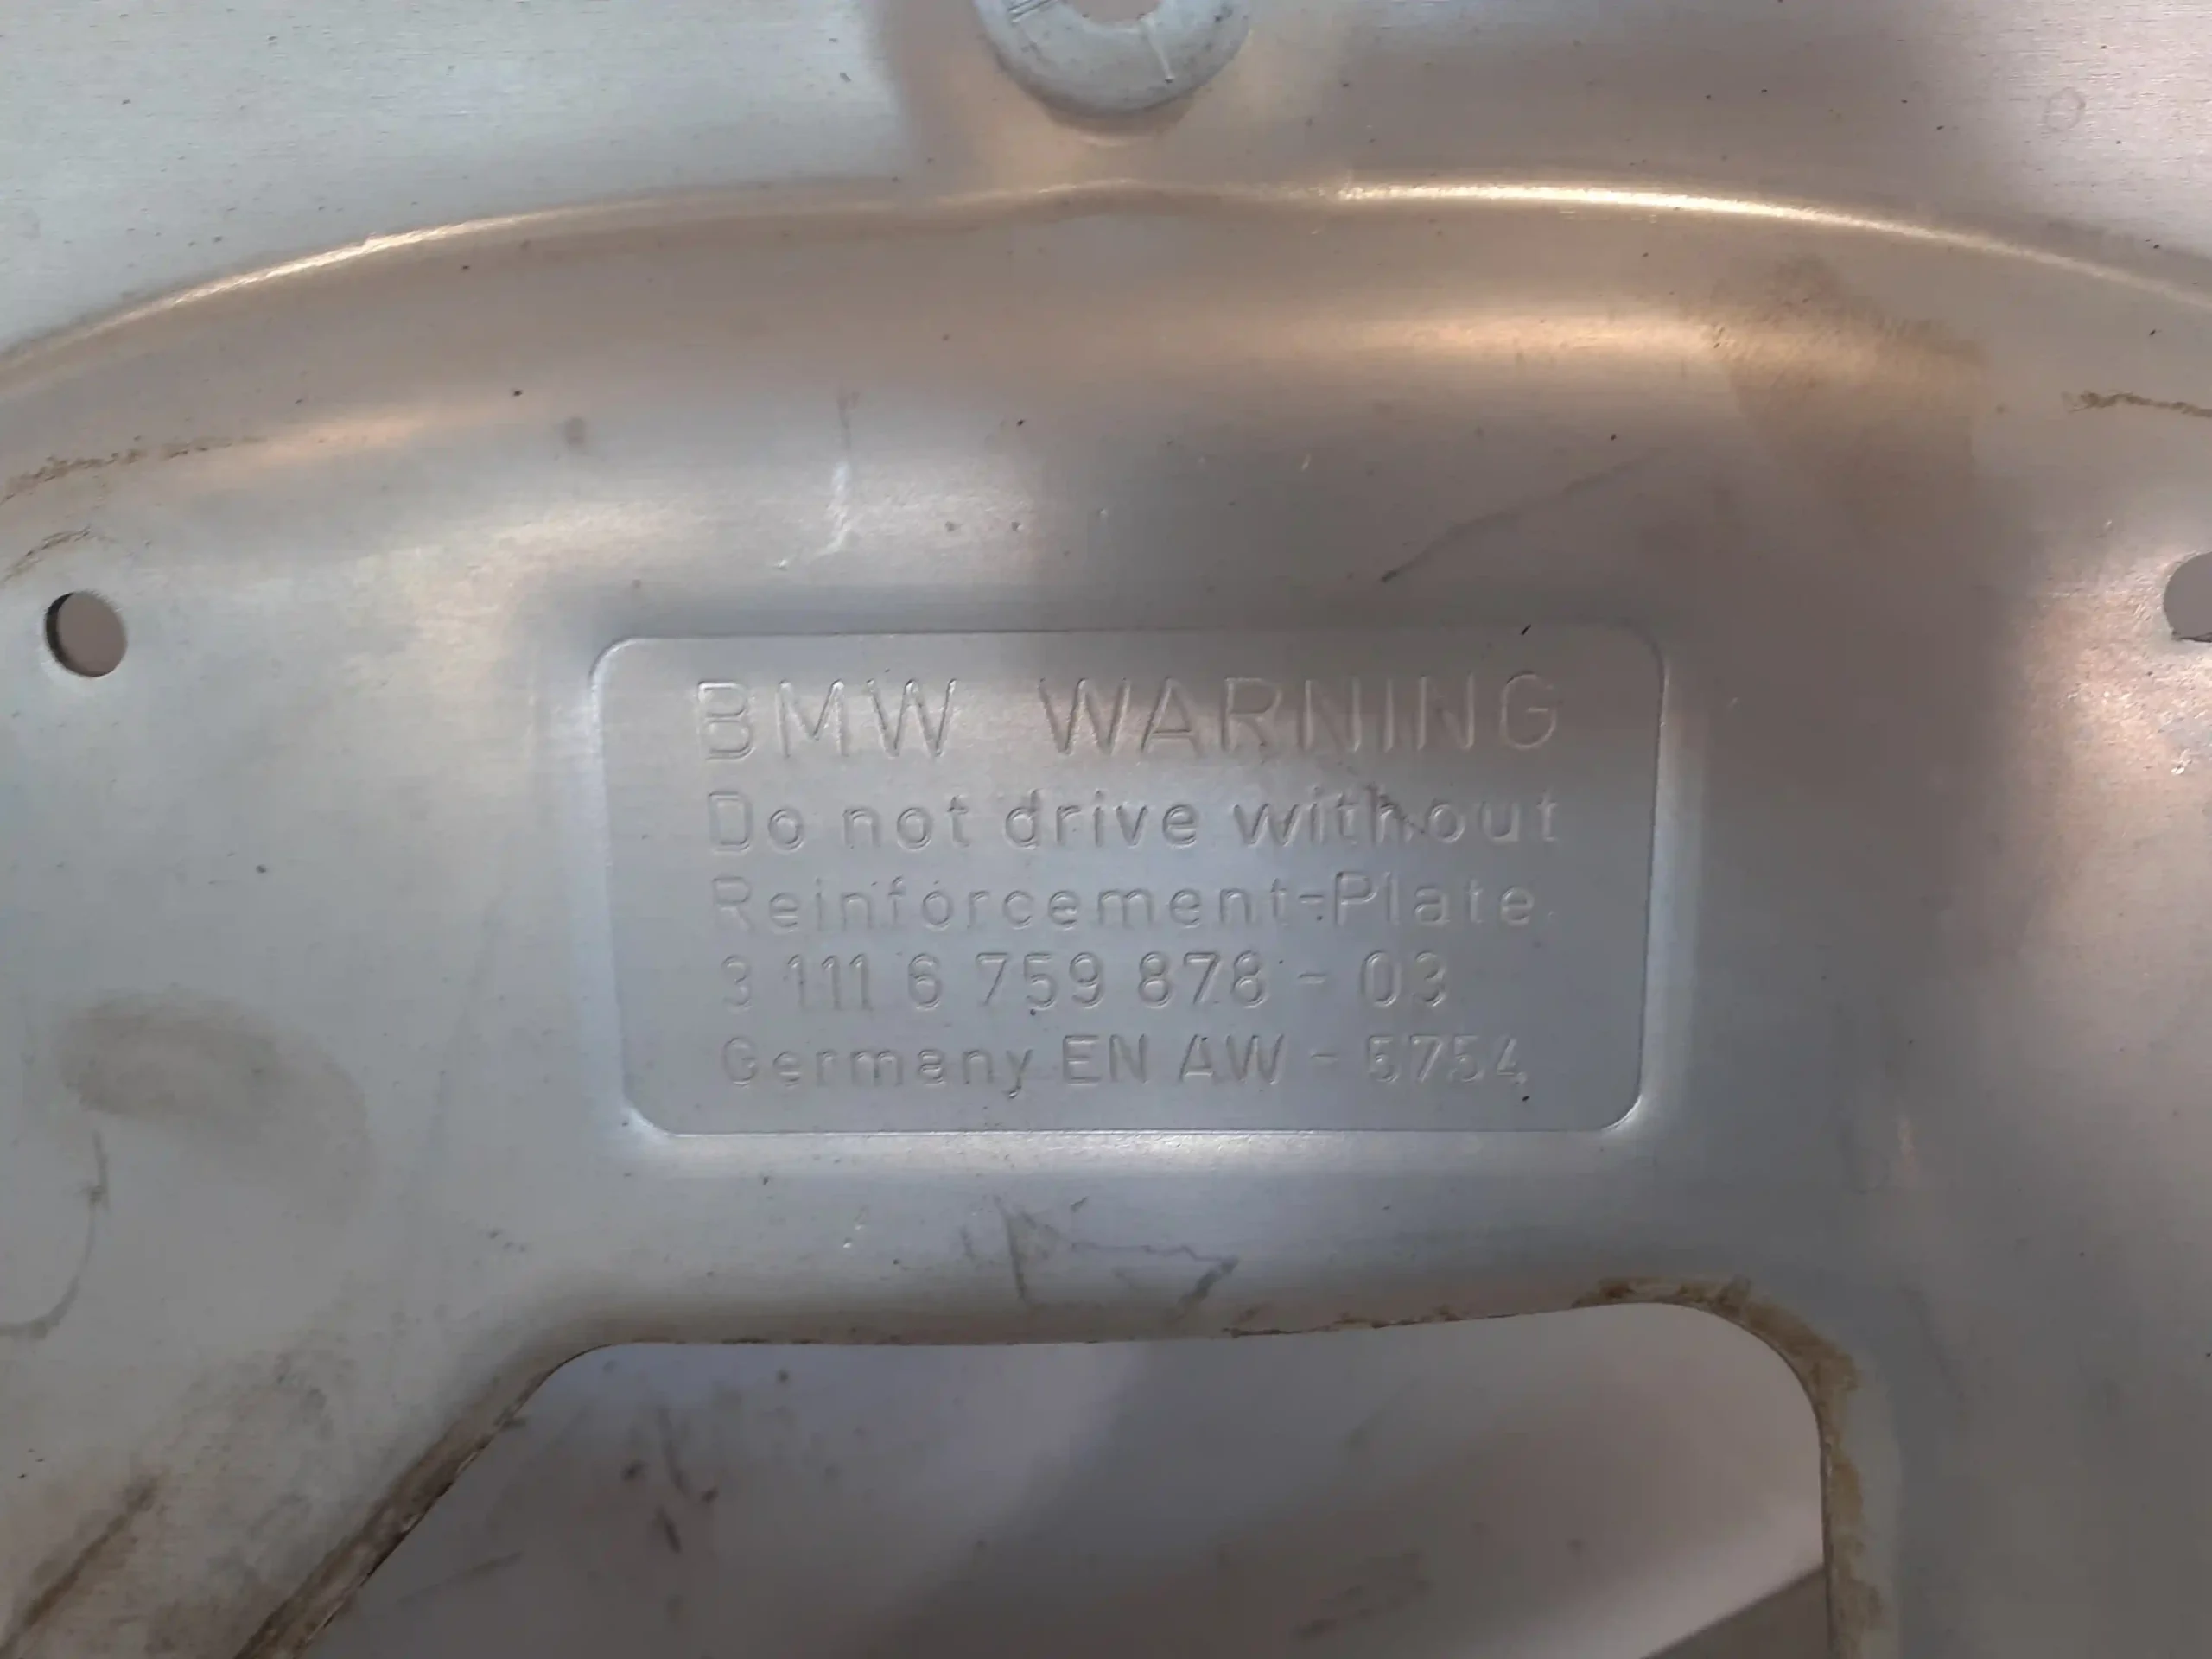 BMW WARNING
Do not drive without
Reinforcement-Plate
3 111 6 759 878 - 03
Germany EN AW - 5754